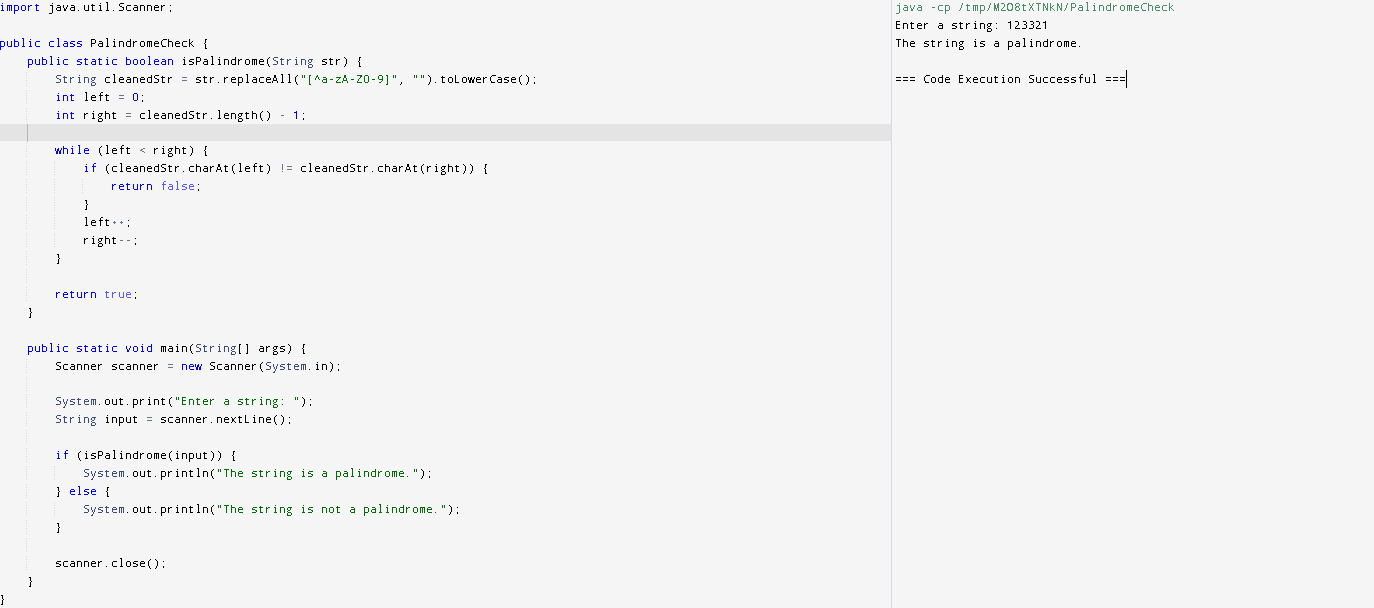 import java.util.Scanner;
public class PalindromeCheck {
public static boolean isPalindrome(String str) {
String cleanedStr = str.replaceAll("[^a-zA-Z0-9]", "").toLowerCase();
int left = 0;
int right = cleanedStr.length() - 1;
while (left < right) {
if (cleanedStr.charAt(left) != cleanedStr.charAt(right)) {
return false;
}
left++;
right--;
}
return true;
}
public static void main(String[] args) {
Scanner scanner = new Scanner(System.in);
System.out.print("Enter a string: ");
String input = scanner.nextLine();
if (isPalindrome(input)) {
System.out.println("The string is a palindrome.");
} else {
System.out.println("The string is not a palindrome.");
}
scanner.close();
}
}
java -cp /tmp/M2O8tXTNkN/PalindromeCheck
Enter a string: 123321
The string is a palindrome.
=== Code Execution Successful ===